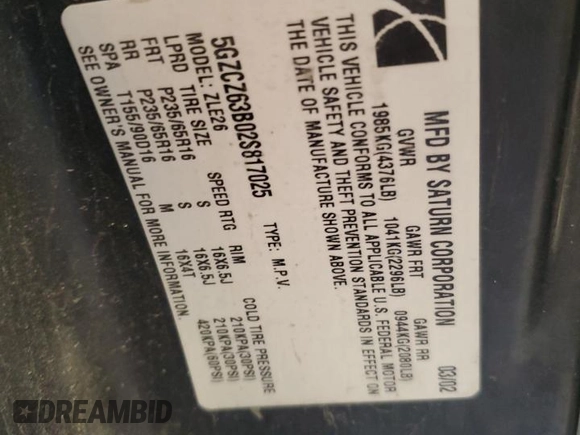 MFD BY SATURN CORPORATION 03/02
GVWR GAWR FRT GAWR RR
1985KG(4376LB) 1041KG(2296LB) 0944KG(2080LB)
THIS VEHICLE CONFORMS TO ALL APPLICABLE U.S. FEDERAL MOTOR
VEHICLE SAFETY AND THEFT PREVENTION STANDARDS IN EFFECT ON
THE DATE OF MANUFACTURE SHOWN ABOVE.
5GZCZ63B02S817025 TYPE: M.P.V.
MODEL: ZLE26
LPRD TIRE SIZE SPEED RTG RIM COLD TIRE PRESSURE
FRT P235/65R16 S 16X6.5J 210KPA(30PSI)
RR P235/65R16 S 16X6.5J 210KPA(30PSI)
SPA T155/90D16 M 16X4T 420KPA(60PSI)
SEE OWNER'S MANUAL FOR MORE INFORMATION.
DREAMBID